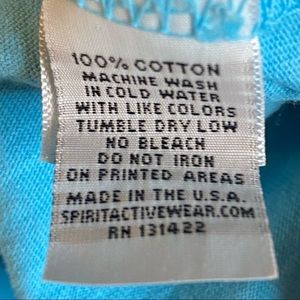 100% COTTON
MACHINE WASH
IN COLD WATER
WITH LIKE COLORS
TUMBLE DRY LOW
NO BLEACH
DO NOT IRON
ON PRINTED AREAS
MADE IN THE U.S.A.
SPIRITACTIVEWEAR.COM
RN 131422